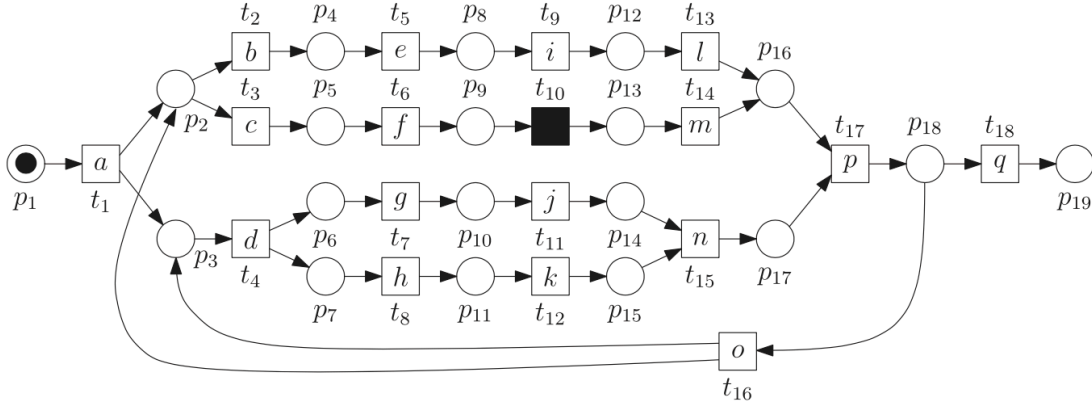 t2 p4 t5 p8 t9 p12 t13
b e i l p16
t3 p5 t6 p9 t10 p13 t14
p2 c f m t17 p18 t18
a p q
p1 t1 p19
p6 g p10 j p14
p3 d t7 t11 n
t4 h k t15 p17
p7 t8 p11 t12 p15
o
t16